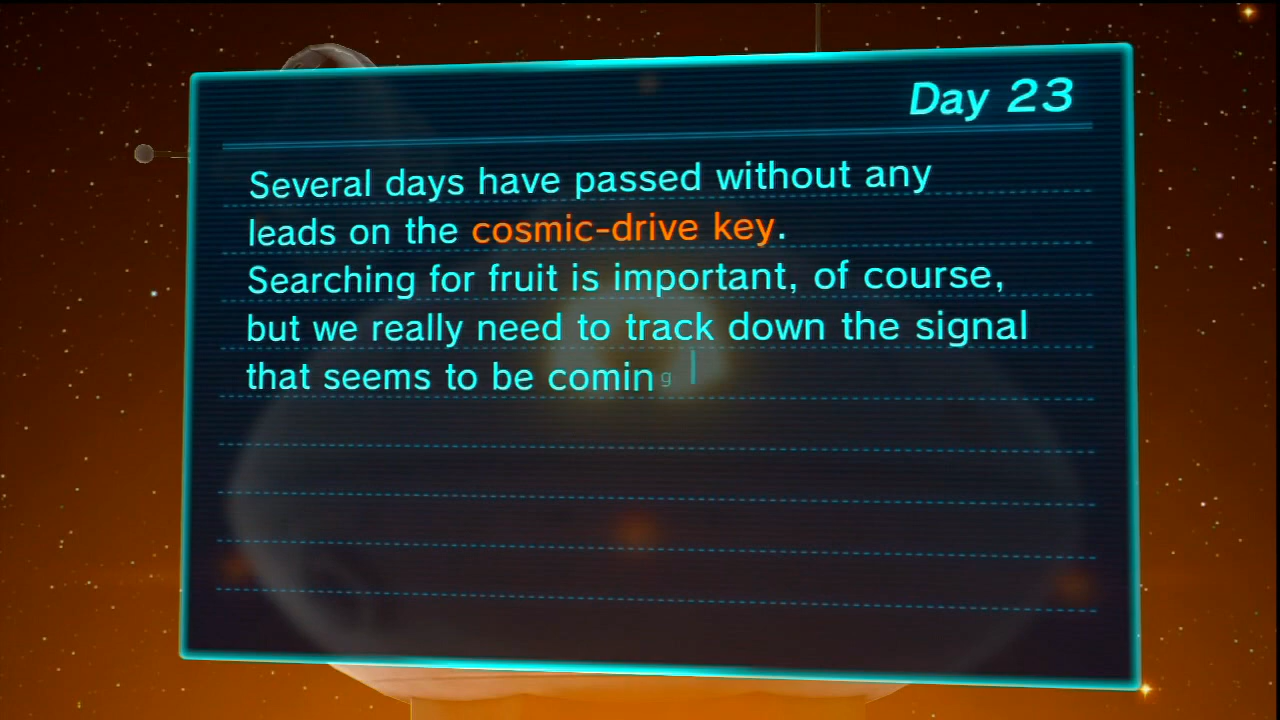 Day 23
Several days have passed without any
leads on the cosmic-drive key.
Searching for fruit is important, of course,
but we really need to track down the signal
that seems to be coming